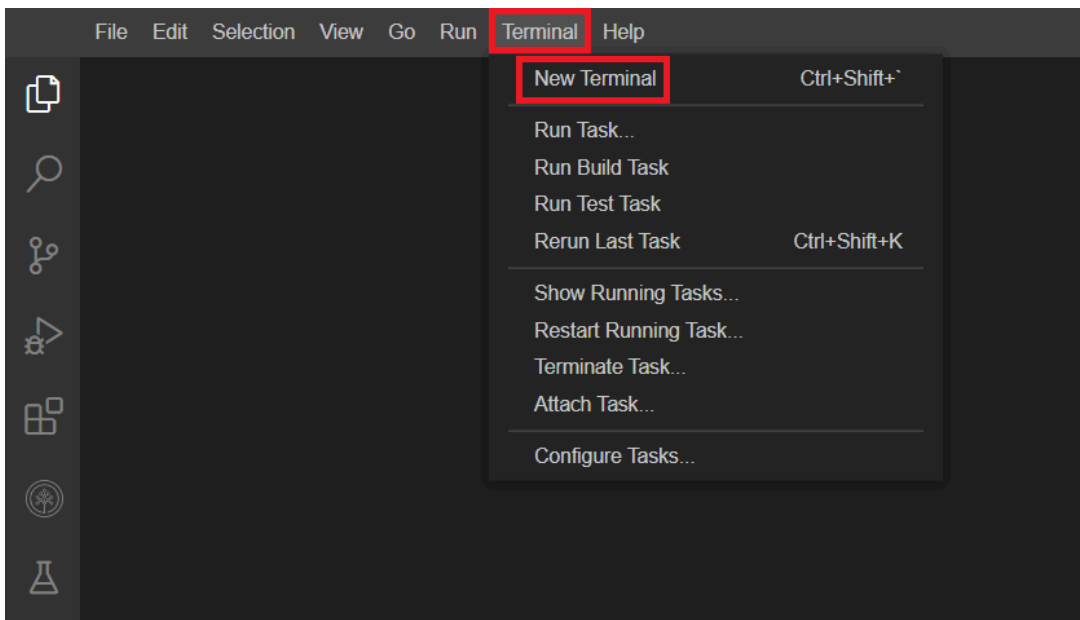 File Edit Selection View Go Run Terminal Help
New Terminal Ctrl+Shift+`
Run Task...
Run Build Task
Run Test Task
Rerun Last Task Ctrl+Shift+K
Show Running Tasks...
Restart Running Task...
Terminate Task...
Attach Task...
Configure Tasks...